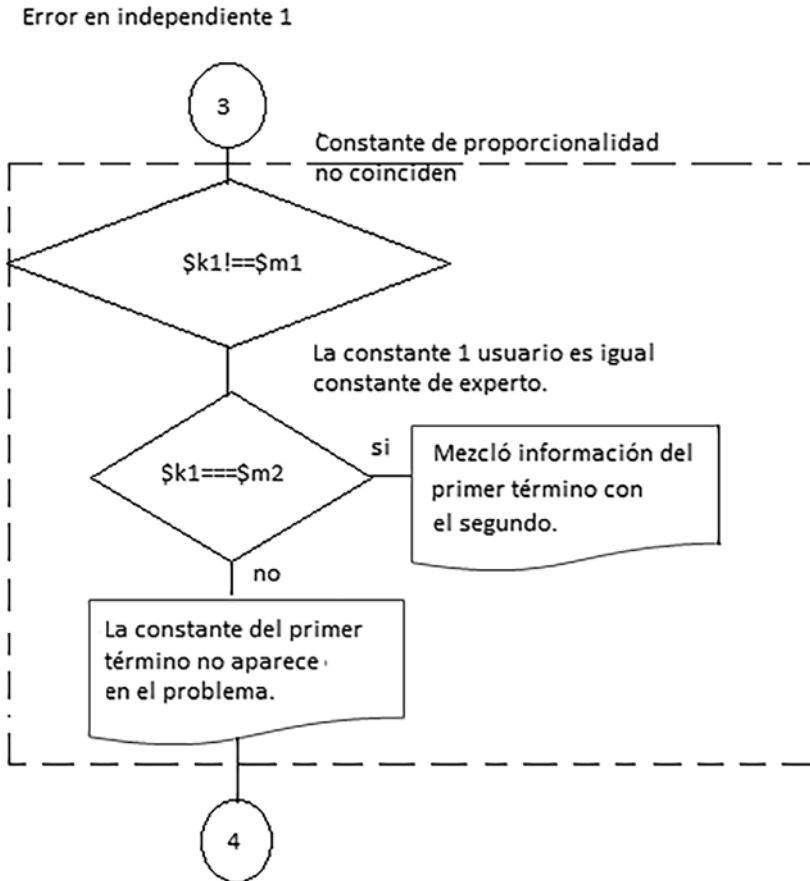 Error en independiente 1
3
Constante de proporcionalidad
no coinciden
$k1!==$m1
La constante 1 usuario es igual
constante de experto.
$k1===$m2
si
Mezcló información del
primer término con
el segundo.
no
La constante del primer
término no aparece
en el problema.
4